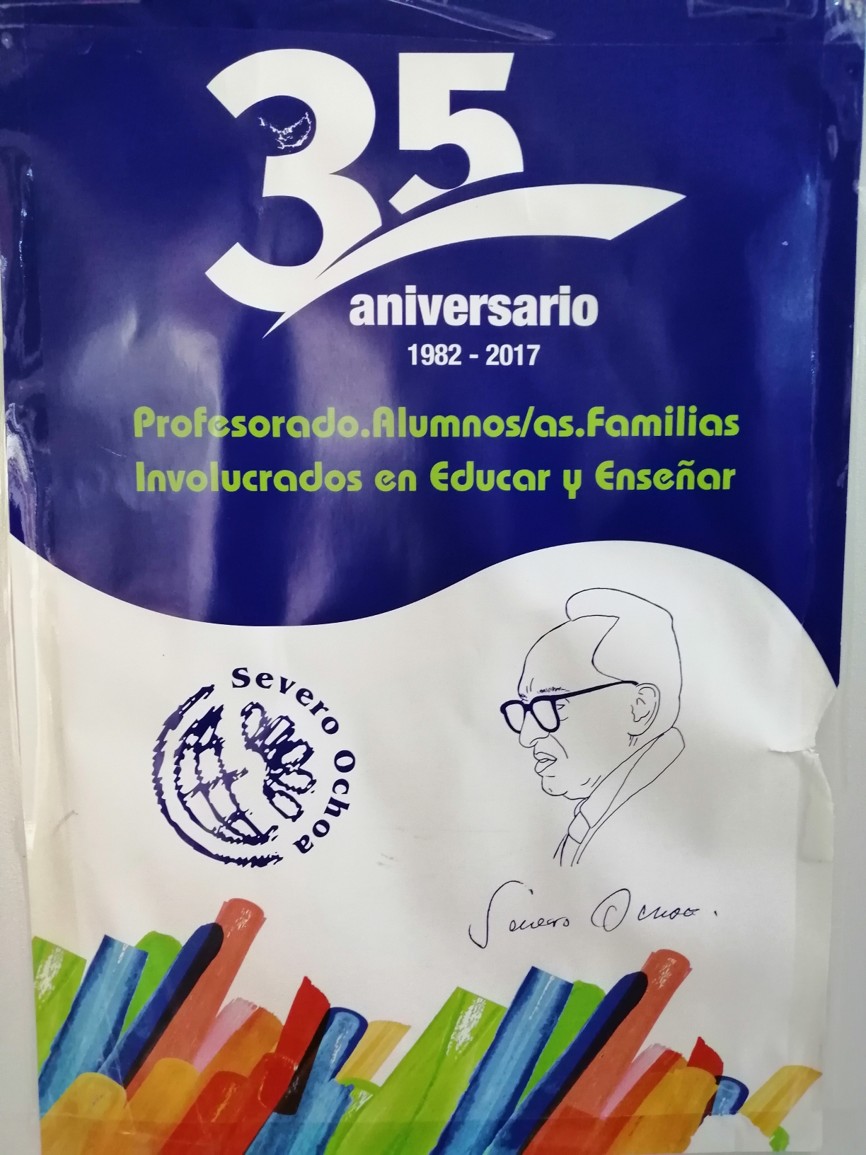 35
aniversario
1982 - 2017
Profesorado.Alumnos/as.Familias
Involucrados en Educar y Enseñar
Severo Ochoa
Severo Ochoa.